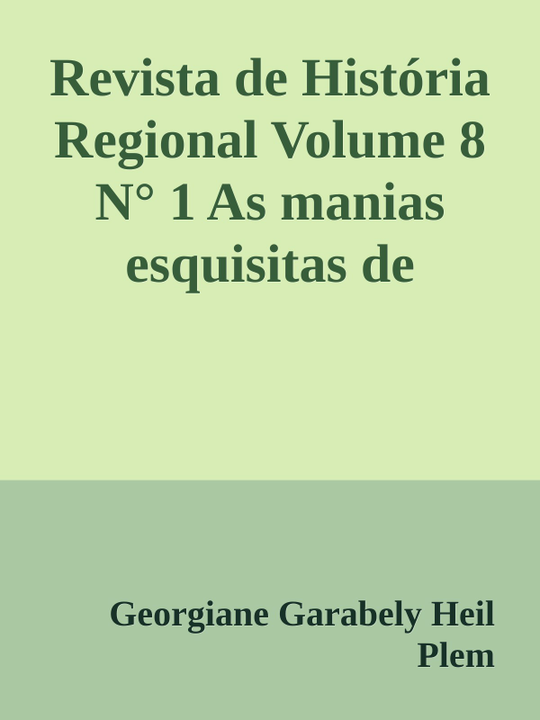 Revista de História
Regional Volume 8
N° 1 As manias
esquisitas de
Georgiane Garabely Heil
Plem